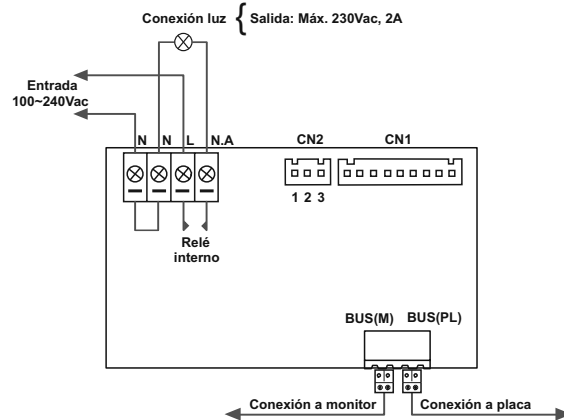 Conexión luz { Salida: Máx. 230Vac, 2A
Entrada
100~240Vac
N N L N.A
CN2 CN1
1 2 3
Relé
interno
BUS(M) BUS(PL)
Conexión a monitor
Conexión a placa